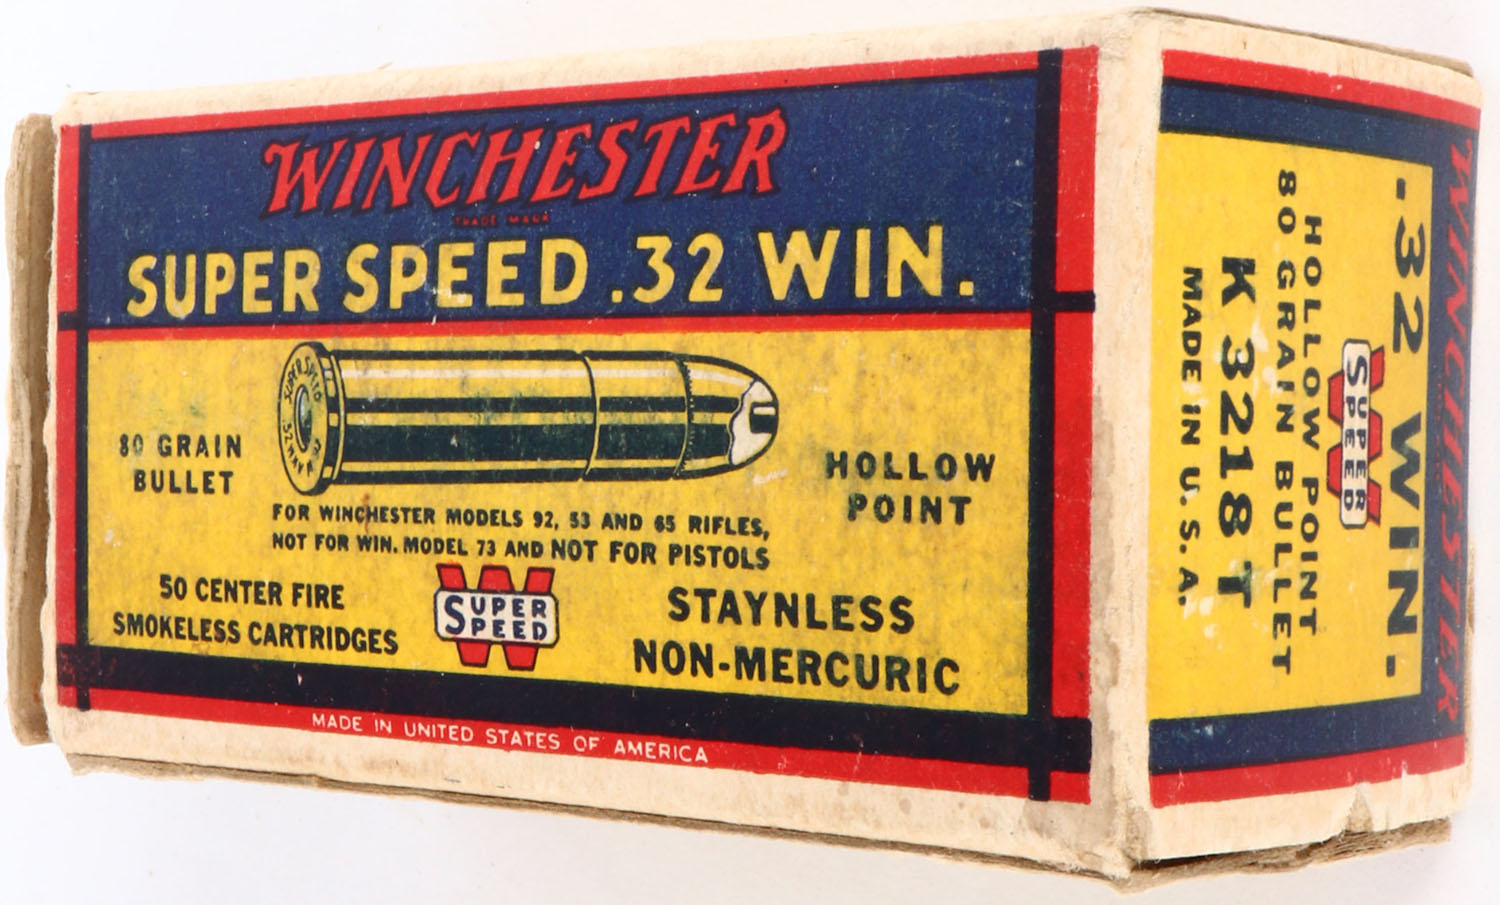 WINCHESTER
TRADE MARK
SUPER SPEED .32 WIN.
SUPER SPEED
80 GRAIN
BULLET
HOLLOW
POINT
FOR WINCHESTER MODELS 92, 53 AND 65 RIFLES,
NOT FOR WIN. MODEL 73 AND NOT FOR PISTOLS
50 CENTER FIRE
SMOKELESS CARTRIDGES
W
SUPER
SPEED
STAYNLESS
NON-MERCURIC
MADE IN UNITED STATES OF AMERICA
WINCHESTER
.32 WIN.
W
SUPER
SPEED
HOLLOW POINT
80 GRAIN BULLET
K 3218 T
MADE IN U.S.A.